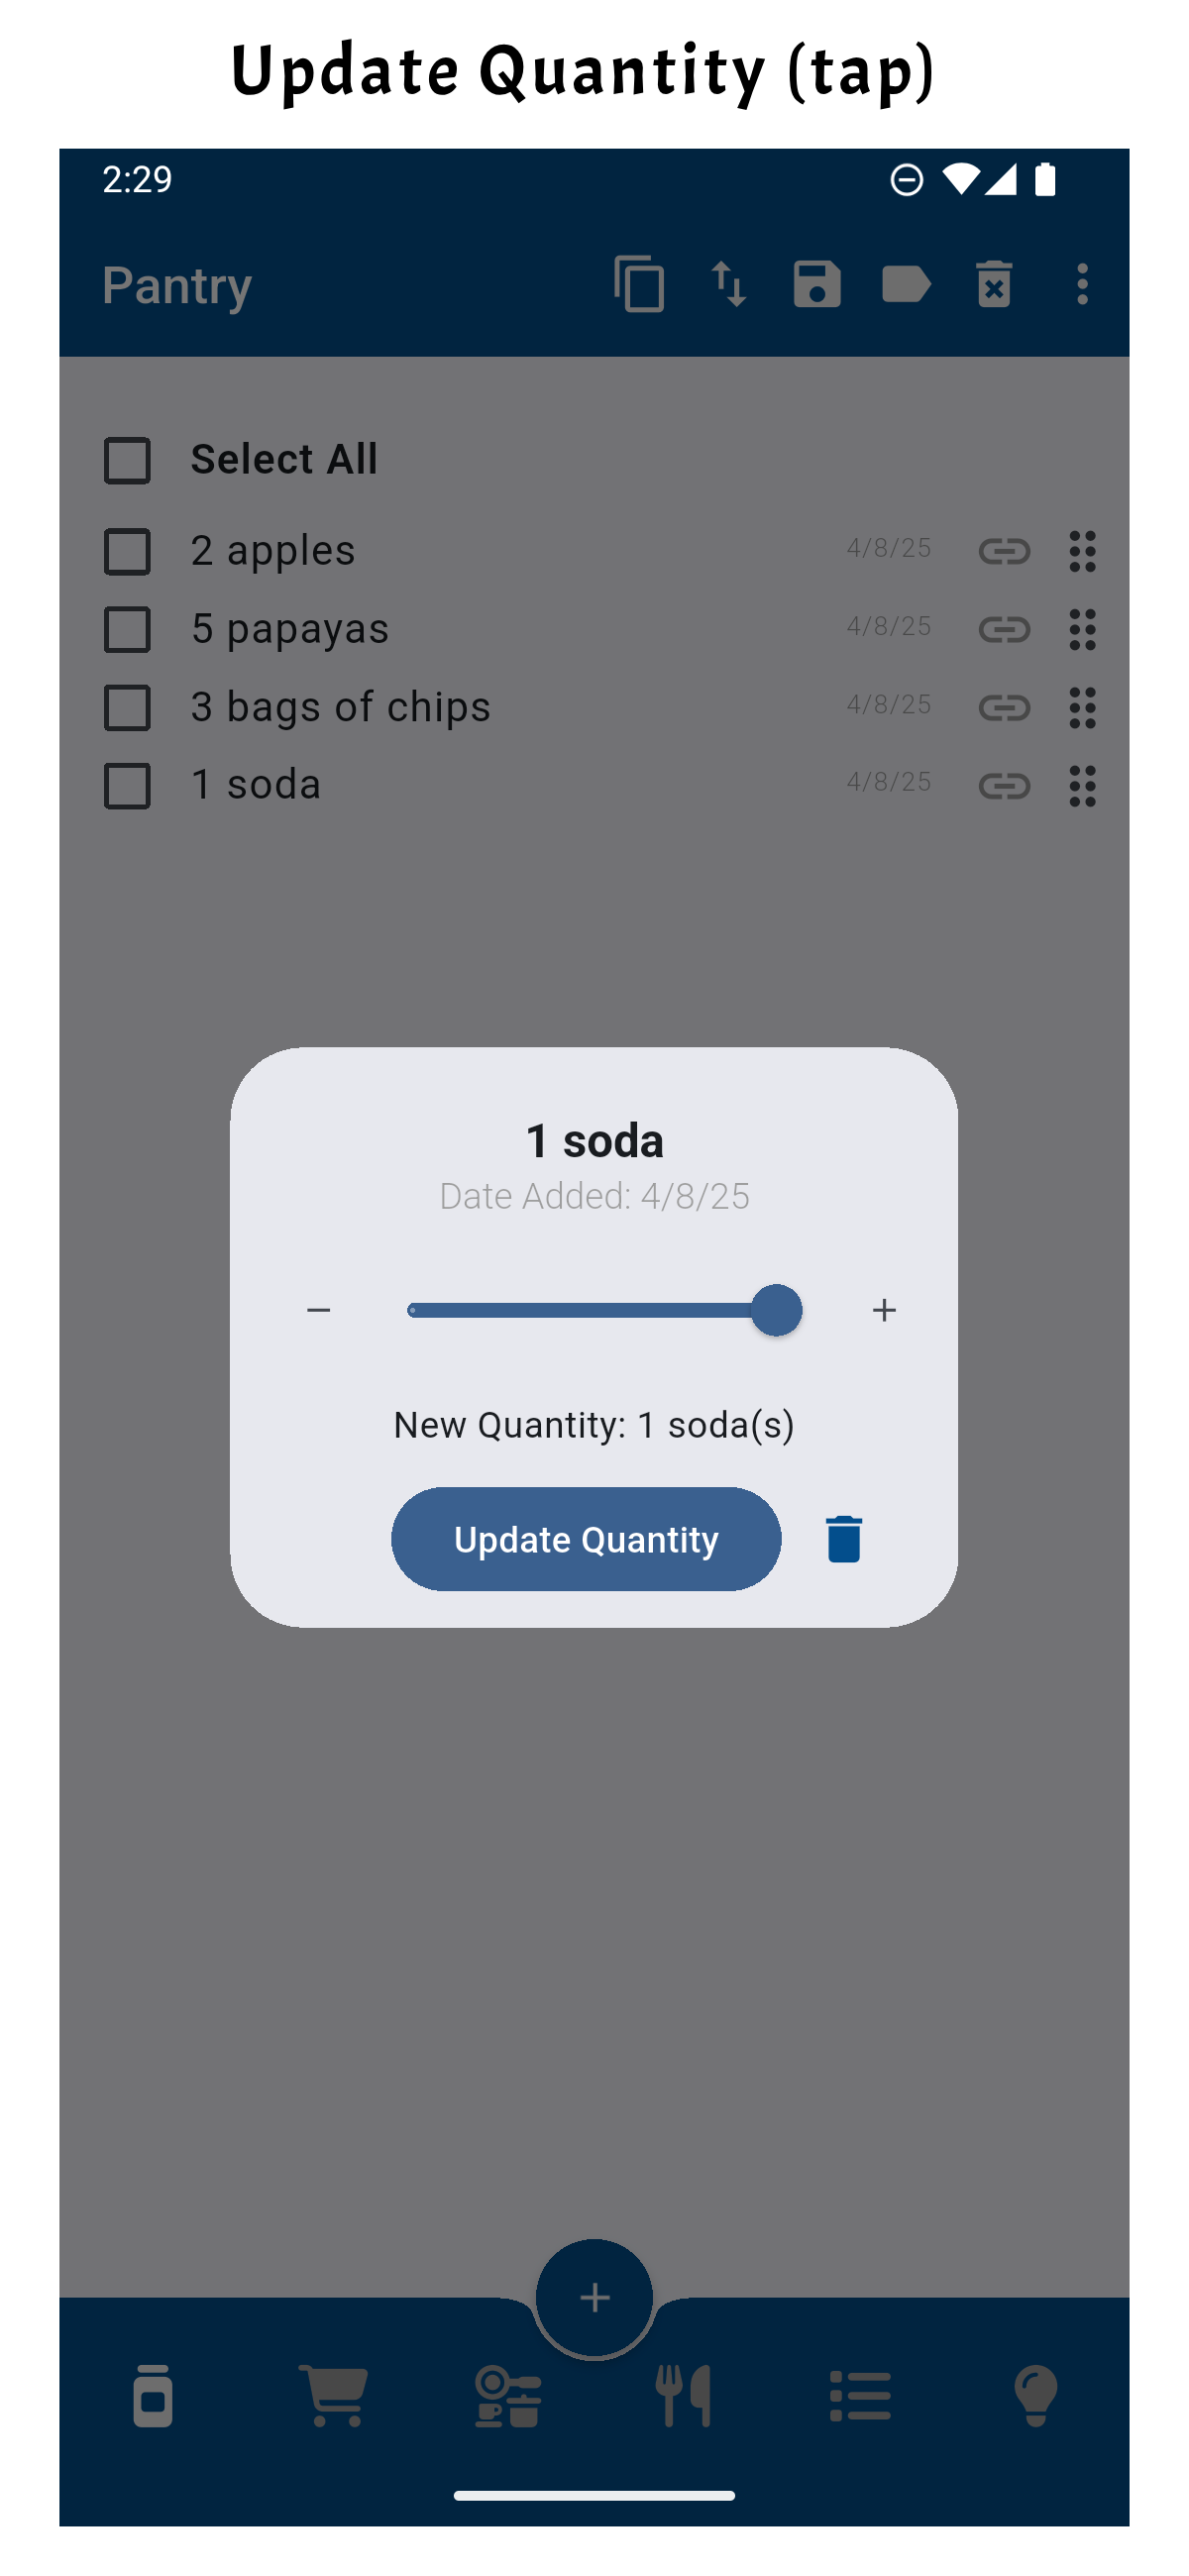 Update Quantity (tap)
2:29
Pantry
Select All
2 apples 4/8/25
5 papayas 4/8/25
3 bags of chips 4/8/25
1 soda 4/8/25
1 soda
Date Added: 4/8/25
− +
New Quantity: 1 soda(s)
Update Quantity
+